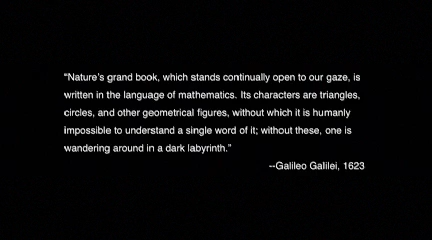 “Nature's grand book, which stands continually open to our gaze, is
written in the language of mathematics. Its characters are triangles,
circles, and other geometrical figures, without which it is humanly
impossible to understand a single word of it; without these, one is
wandering around in a dark labyrinth.”
--Galileo Galilei, 1623